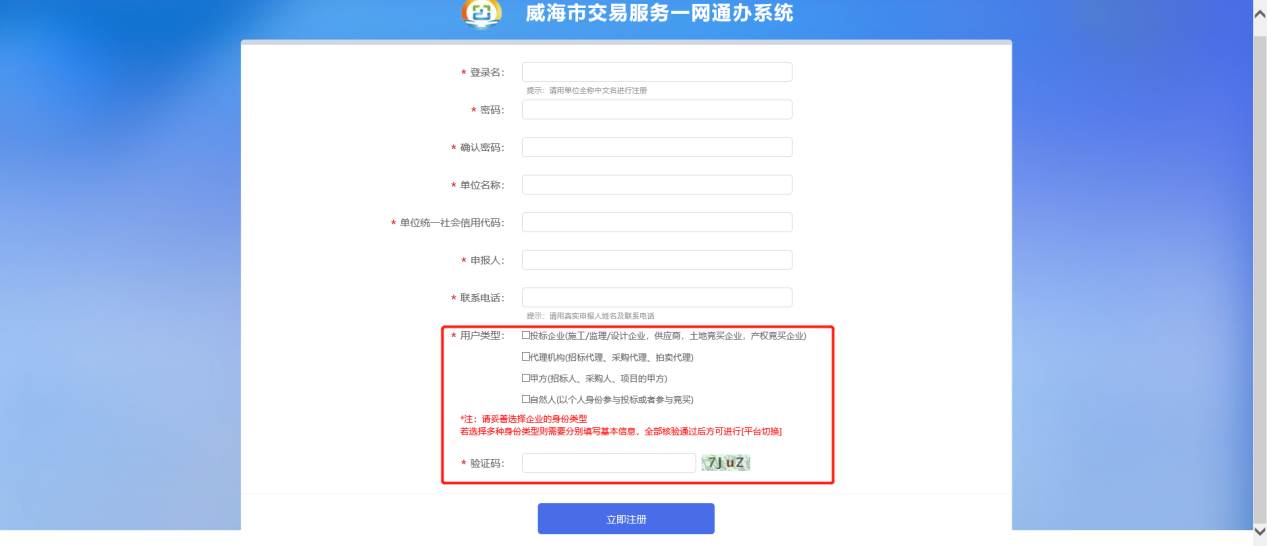 威海市交易服务一网通办系统
* 登录名：
提示：请用单位全称中文名进行注册
* 密码：
* 确认密码：
* 单位名称：
* 单位统一社会信用代码：
* 申报人：
* 联系电话：
提示：请用真实申报人姓名及联系电话
* 用户类型： 投标企业(施工/监理/设计企业，供应商，土地竞买企业，产权竞买企业)
代理机构(招标代理、采购代理、拍卖代理)
甲方(招标人、采购人、项目的甲方)
自然人(以个人身份参与投标或者参与竞买)
*注：请妥善选择企业的身份类型
若选择多种身份类型则需要分别填写基本信息，全部核验通过后方可进行[平台切换]
* 验证码： 7JuZ
立即注册